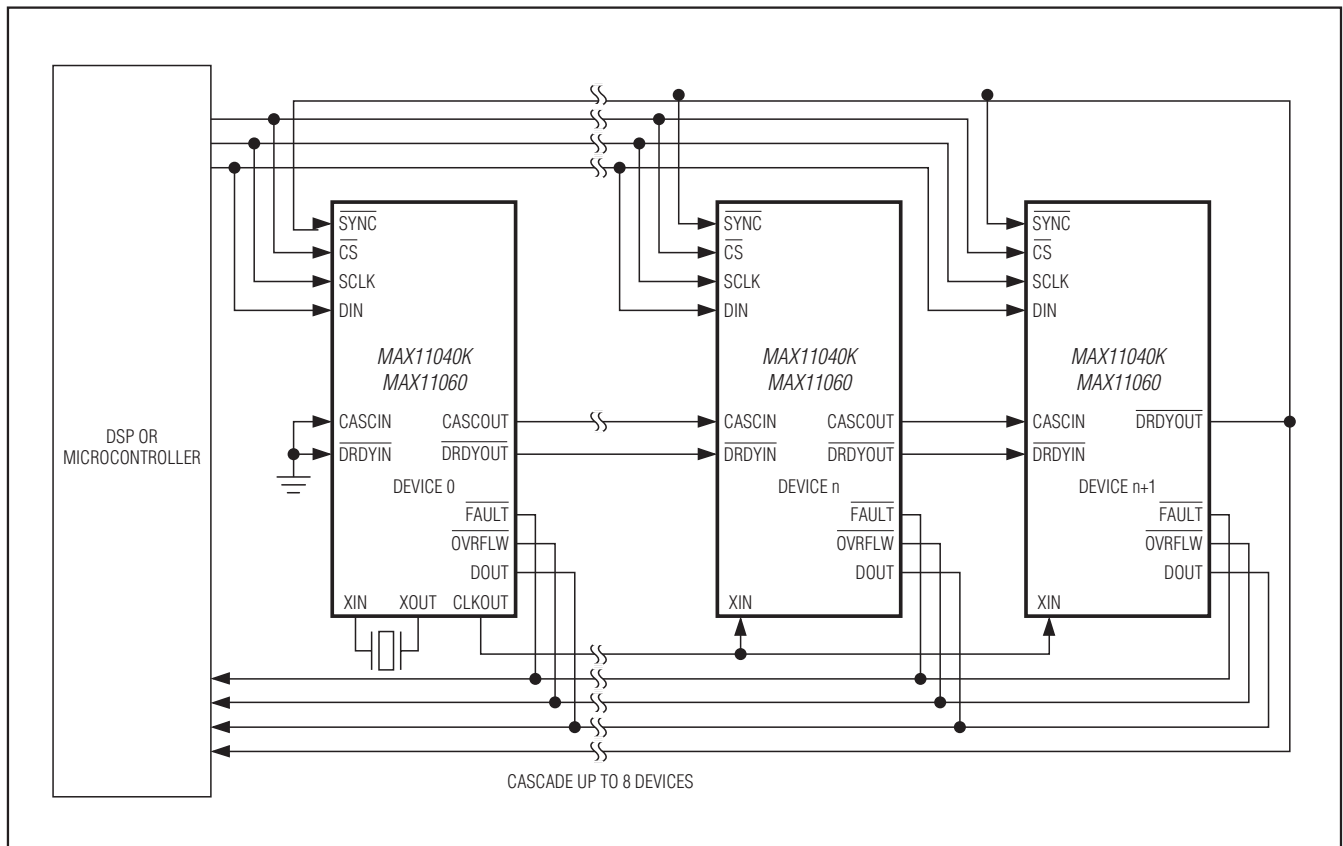 DSP OR
MICROCONTROLLER
SYNC
CS
SCLK
DIN
MAX11040K
MAX11060
CASCIN
CASCOUT
DRDYIN
DRDYOUT
DEVICE 0
FAULT
OVRFLW
DOUT
XIN
XOUT
CLKOUT
SYNC
CS
SCLK
DIN
MAX11040K
MAX11060
CASCIN
CASCOUT
DRDYIN
DRDYOUT
DEVICE n
FAULT
OVRFLW
DOUT
XIN
SYNC
CS
SCLK
DIN
MAX11040K
MAX11060
CASCIN
DRDYOUT
DRDYIN
DEVICE n+1
FAULT
OVRFLW
DOUT
XIN
CASCADE UP TO 8 DEVICES